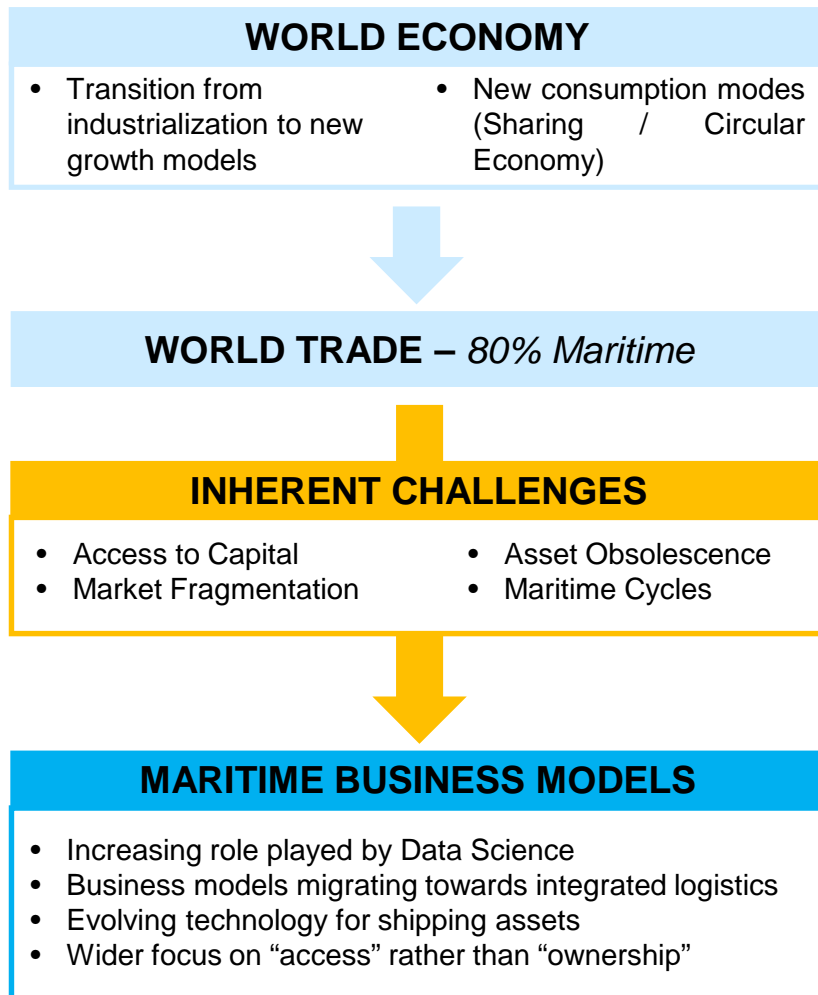 WORLD ECONOMY
• Transition from
industrialization to new
growth models
• New consumption modes
(Sharing / Circular
Economy)
WORLD TRADE – 80% Maritime
INHERENT CHALLENGES
• Access to Capital
• Market Fragmentation
• Asset Obsolescence
• Maritime Cycles
MARITIME BUSINESS MODELS
• Increasing role played by Data Science
• Business models migrating towards integrated logistics
• Evolving technology for shipping assets
• Wider focus on “access” rather than “ownership”